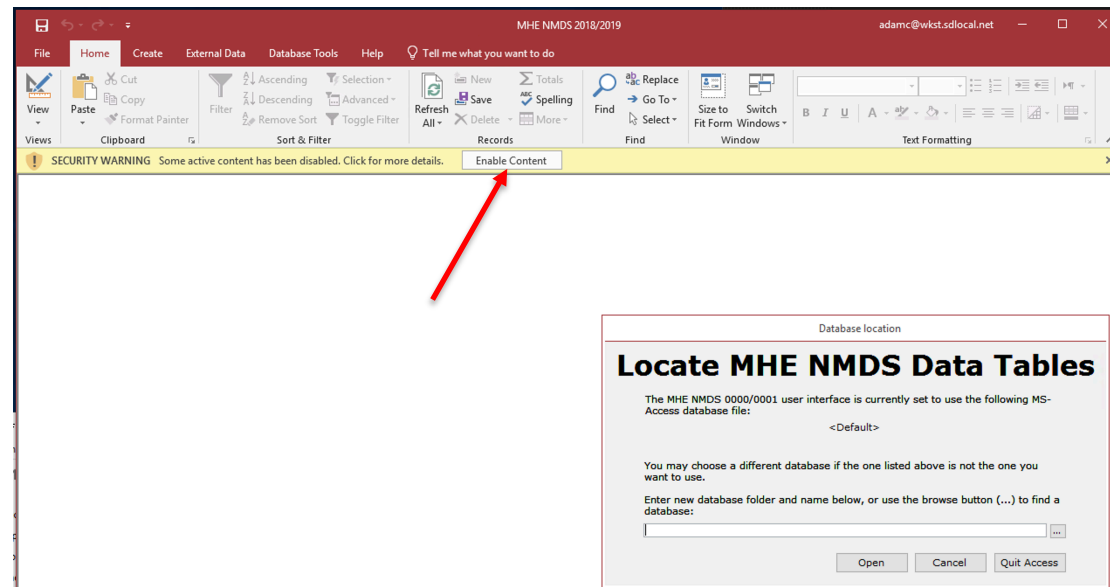 MHE NMDS 2018/2019
adamc@wkst.sdlocal.net
File Home Create External Data Database Tools Help Tell me what you want to do
View
Paste
Cut
Copy
Format Painter
Filter
Ascending
Descending
Remove Sort
Selection
Advanced
Toggle Filter
Refresh
All
New
Save
Delete
Totals
Spelling
More
Find
Replace
Go To
Select
Size to
Fit Form
Switch
Windows
B I U A
Views Clipboard Sort & Filter Records Find Window Text Formatting
SECURITY WARNING Some active content has been disabled. Click for more details. Enable Content
Database location
Locate MHE NMDS Data Tables
The MHE NMDS 0000/0001 user interface is currently set to use the following MS-
Access database file:
<Default>
You may choose a different database if the one listed above is not the one you
want to use.
Enter new database folder and name below, or use the browse button (...) to find a
database:
...
Open Cancel Quit Access